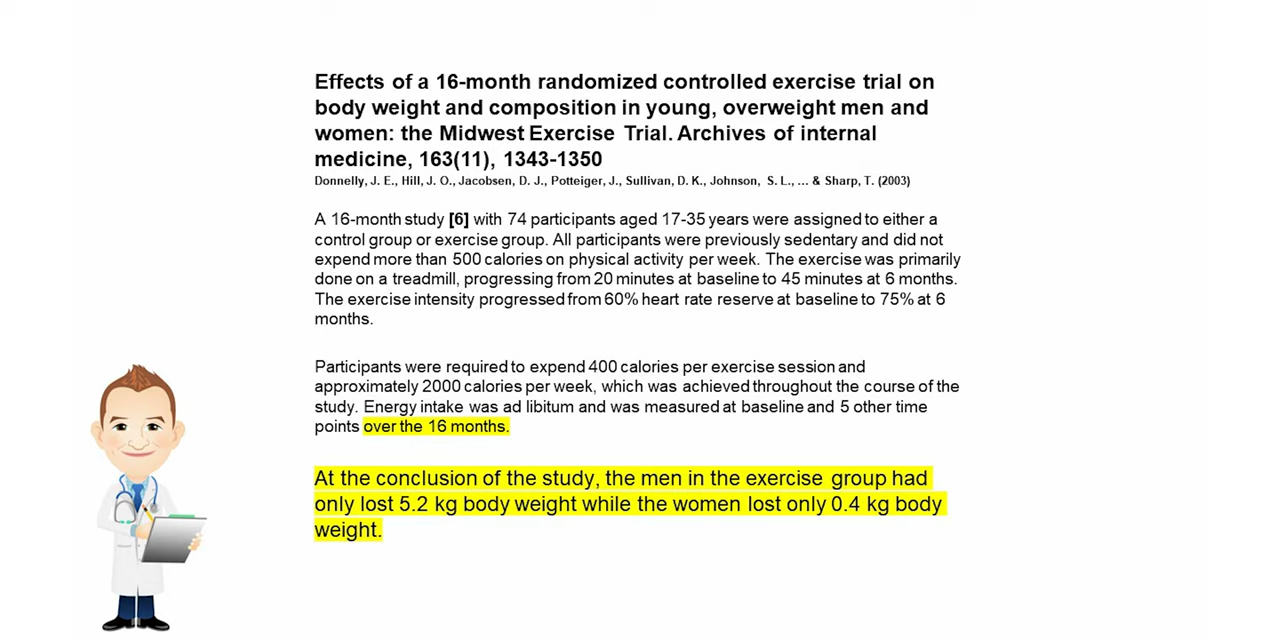 Effects of a 16-month randomized controlled exercise trial on
body weight and composition in young, overweight men and
women: the Midwest Exercise Trial. Archives of internal
medicine, 163(11), 1343-1350
Donnelly, J. E., Hill, J. O., Jacobsen, D. J., Potteiger, J., Sullivan, D. K., Johnson, S. L., ... & Sharp, T. (2003)
A 16-month study [6] with 74 participants aged 17-35 years were assigned to either a
control group or exercise group. All participants were previously sedentary and did not
expend more than 500 calories on physical activity per week. The exercise was primarily
done on a treadmill, progressing from 20 minutes at baseline to 45 minutes at 6 months.
The exercise intensity progressed from 60% heart rate reserve at baseline to 75% at 6
months.
Participants were required to expend 400 calories per exercise session and
approximately 2000 calories per week, which was achieved throughout the course of the
study. Energy intake was ad libitum and was measured at baseline and 5 other time
points over the 16 months.
At the conclusion of the study, the men in the exercise group had
only lost 5.2 kg body weight while the women lost only 0.4 kg body
weight.